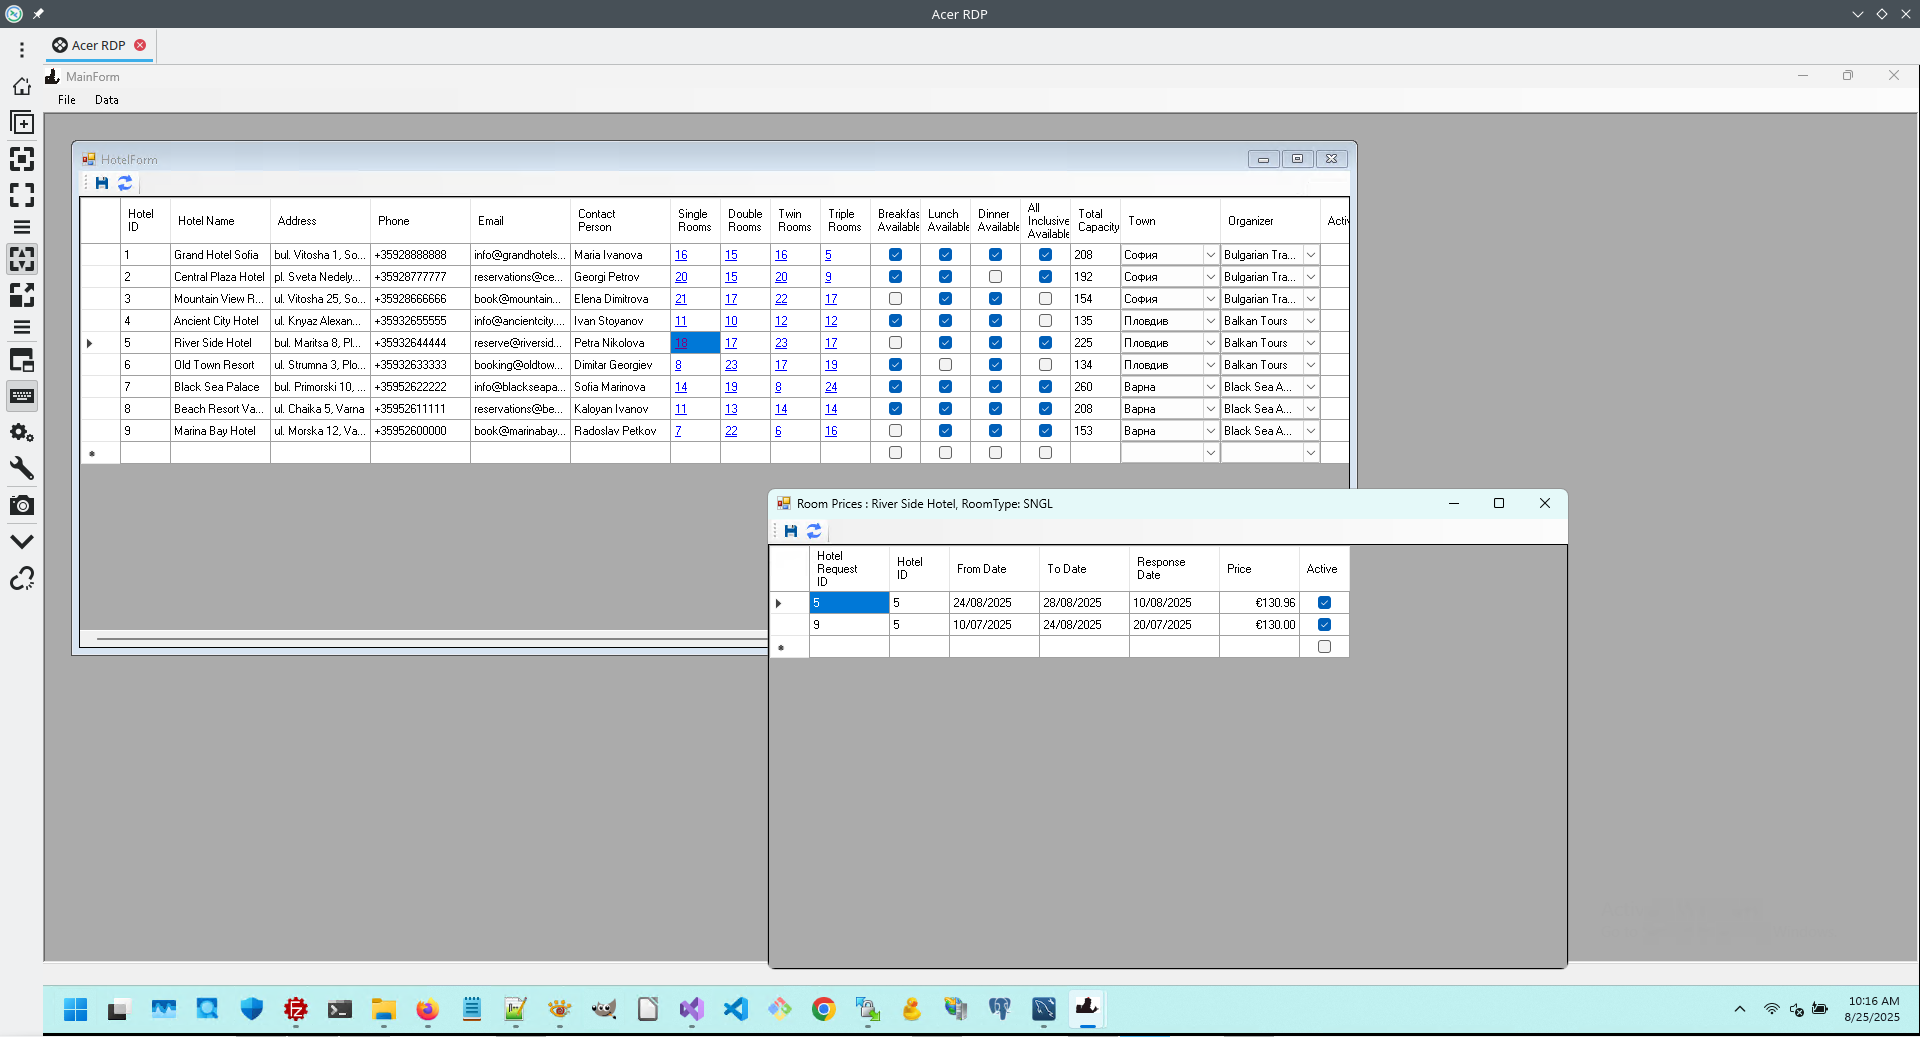 Acer RDP
Acer RDP
MainForm
File Data
HotelForm
Hotel ID Hotel Name Address Phone Email Contact Person Single Rooms Double Rooms Twin Rooms Triple Rooms Breakfas Available Lunch Available Dinner Available All Inclusive Available Total Capacity Town Organizer Activ
1 Grand Hotel Sofia bul. Vitosha 1, So... +35928888888 info@grandhotels... Maria Ivanova 16 15 16 5 208 София Bulgarian Tra...
2 Central Plaza Hotel pl. Sveta Nedely... +35928777777 reservations@ce... Georgi Petrov 20 15 20 9 192 София Bulgarian Tra...
3 Mountain View R... ul. Vitosha 25, So... +35928666666 book@mountain... Elena Dimitrova 21 17 22 17 154 София Bulgarian Tra...
4 Ancient City Hotel ul. Knyaz Alexan... +35932655555 info@ancientcity.... Ivan Stoyanov 11 10 12 12 135 Пловдив Balkan Tours
5 River Side Hotel bul. Maritsa 8, Pl... +35932644444 reserve@riversid... Petra Nikolova 18 17 23 17 225 Пловдив Balkan Tours
6 Old Town Resort ul. Strumna 3, Plo... +35932633333 booking@oldtow... Dimitar Georgiev 8 23 17 19 134 Пловдив Balkan Tours
7 Black Sea Palace bul. Primorski 10, ... +35952622222 info@blackseapa... Sofia Marinova 14 19 8 24 260 Варна Black Sea A...
8 Beach Resort Va... ul. Chaika 5, Varna +35952611111 reservations@be... Kaloyan Ivanov 11 13 14 14 208 Варна Black Sea A...
9 Marina Bay Hotel ul. Morska 12, Va... +35952600000 book@marinabay... Radoslav Petkov 7 22 6 16 153 Варна Black Sea A...
Room Prices : River Side Hotel, RoomType: SNGL
Hotel Request ID Hotel ID From Date To Date Response Date Price Active
5 5 24/08/2025 28/08/2025 10/08/2025 €130.96
9 5 10/07/2025 24/08/2025 20/07/2025 €130.00
10:16 AM
8/25/2025